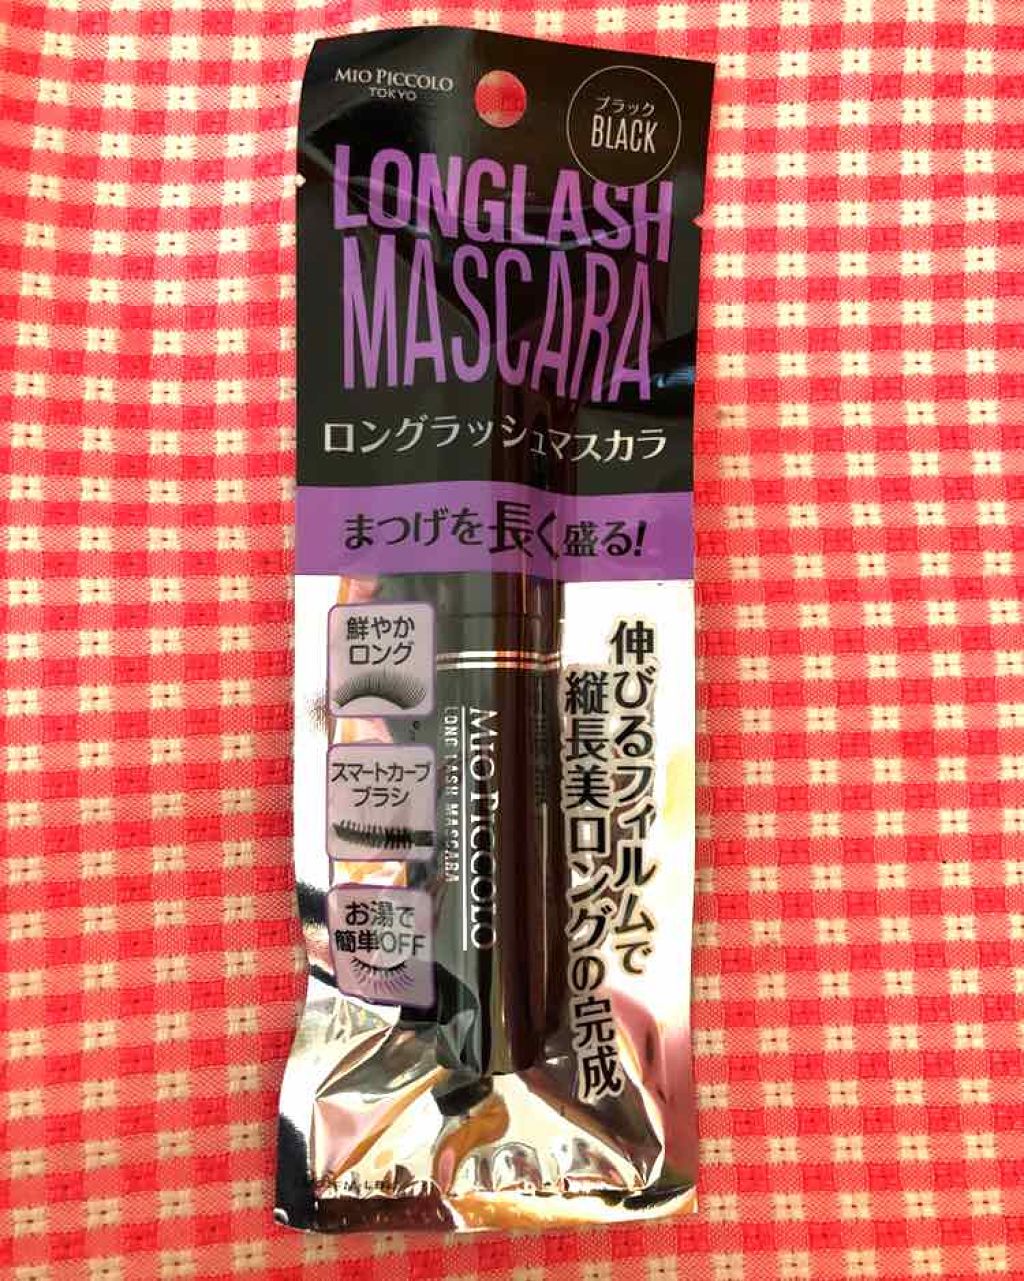 MIO PICCOLO
TOKYO
ブラック
BLACK
LONGLASH
MASCARA
ロングラッシュマスカラ
まつげを長く盛る!
鮮やか
ロング
スマートカーブ
ブラシ
お湯で
簡単OFF
伸びるフィルムで
縦長美ロングの完成
MIO PICCOLO
LONG LASH MASCARA